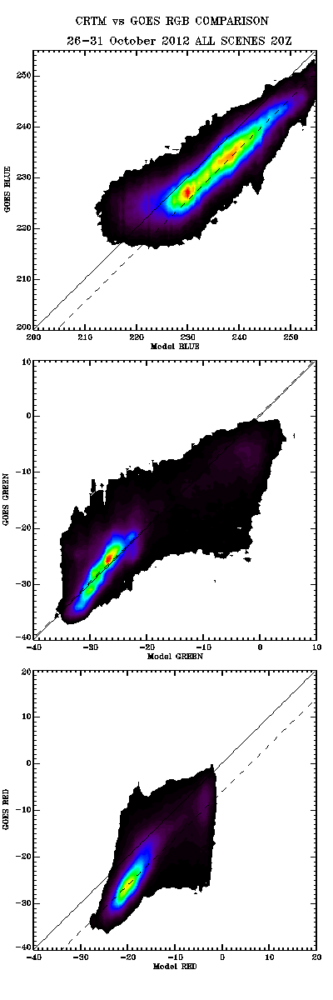 CRTM vs GOES RGB COMPARISON
26-31 October 2012 ALL SCENES 20Z
250
240
230
220
210
200
GOES BLUE
200 210 220 230 240 250
Model BLUE
10
0
-10
-20
-30
-40
GOES GREEN
-40 -30 -20 -10 0 10
Model GREEN
20
10
0
-10
-20
-30
-40
GOES RED
-40 -30 -20 -10 0 10 20
Model RED